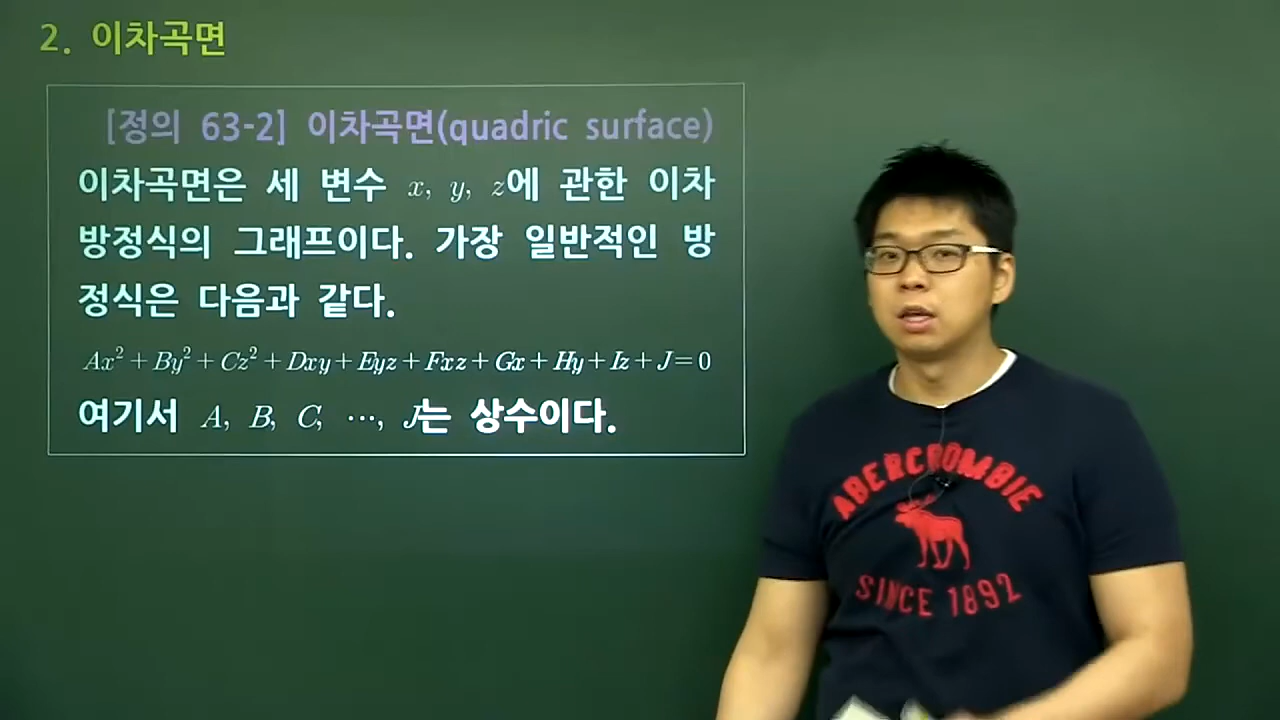 2. 이차곡면
[정의 63-2] 이차곡면(quadric surface)
이차곡면은 세 변수 x, y, z에 관한 이차
방정식의 그래프이다. 가장 일반적인 방
정식은 다음과 같다.
Ax² + By² + Cz² + Dxy + Eyz + Fxz + Gx + Hy + Iz + J = 0
여기서 A, B, C, ⋯, J는 상수이다.
ABERCROMBIE
SINCE 1892